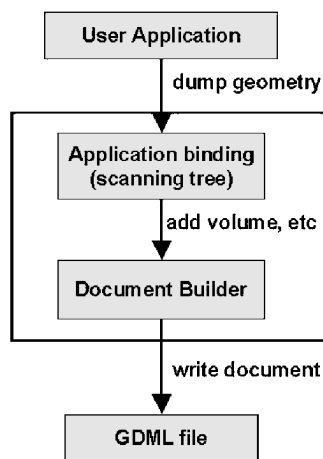 User Application
dump geometry
Application binding
(scanning tree)
add volume, etc
Document Builder
write document
GDML file